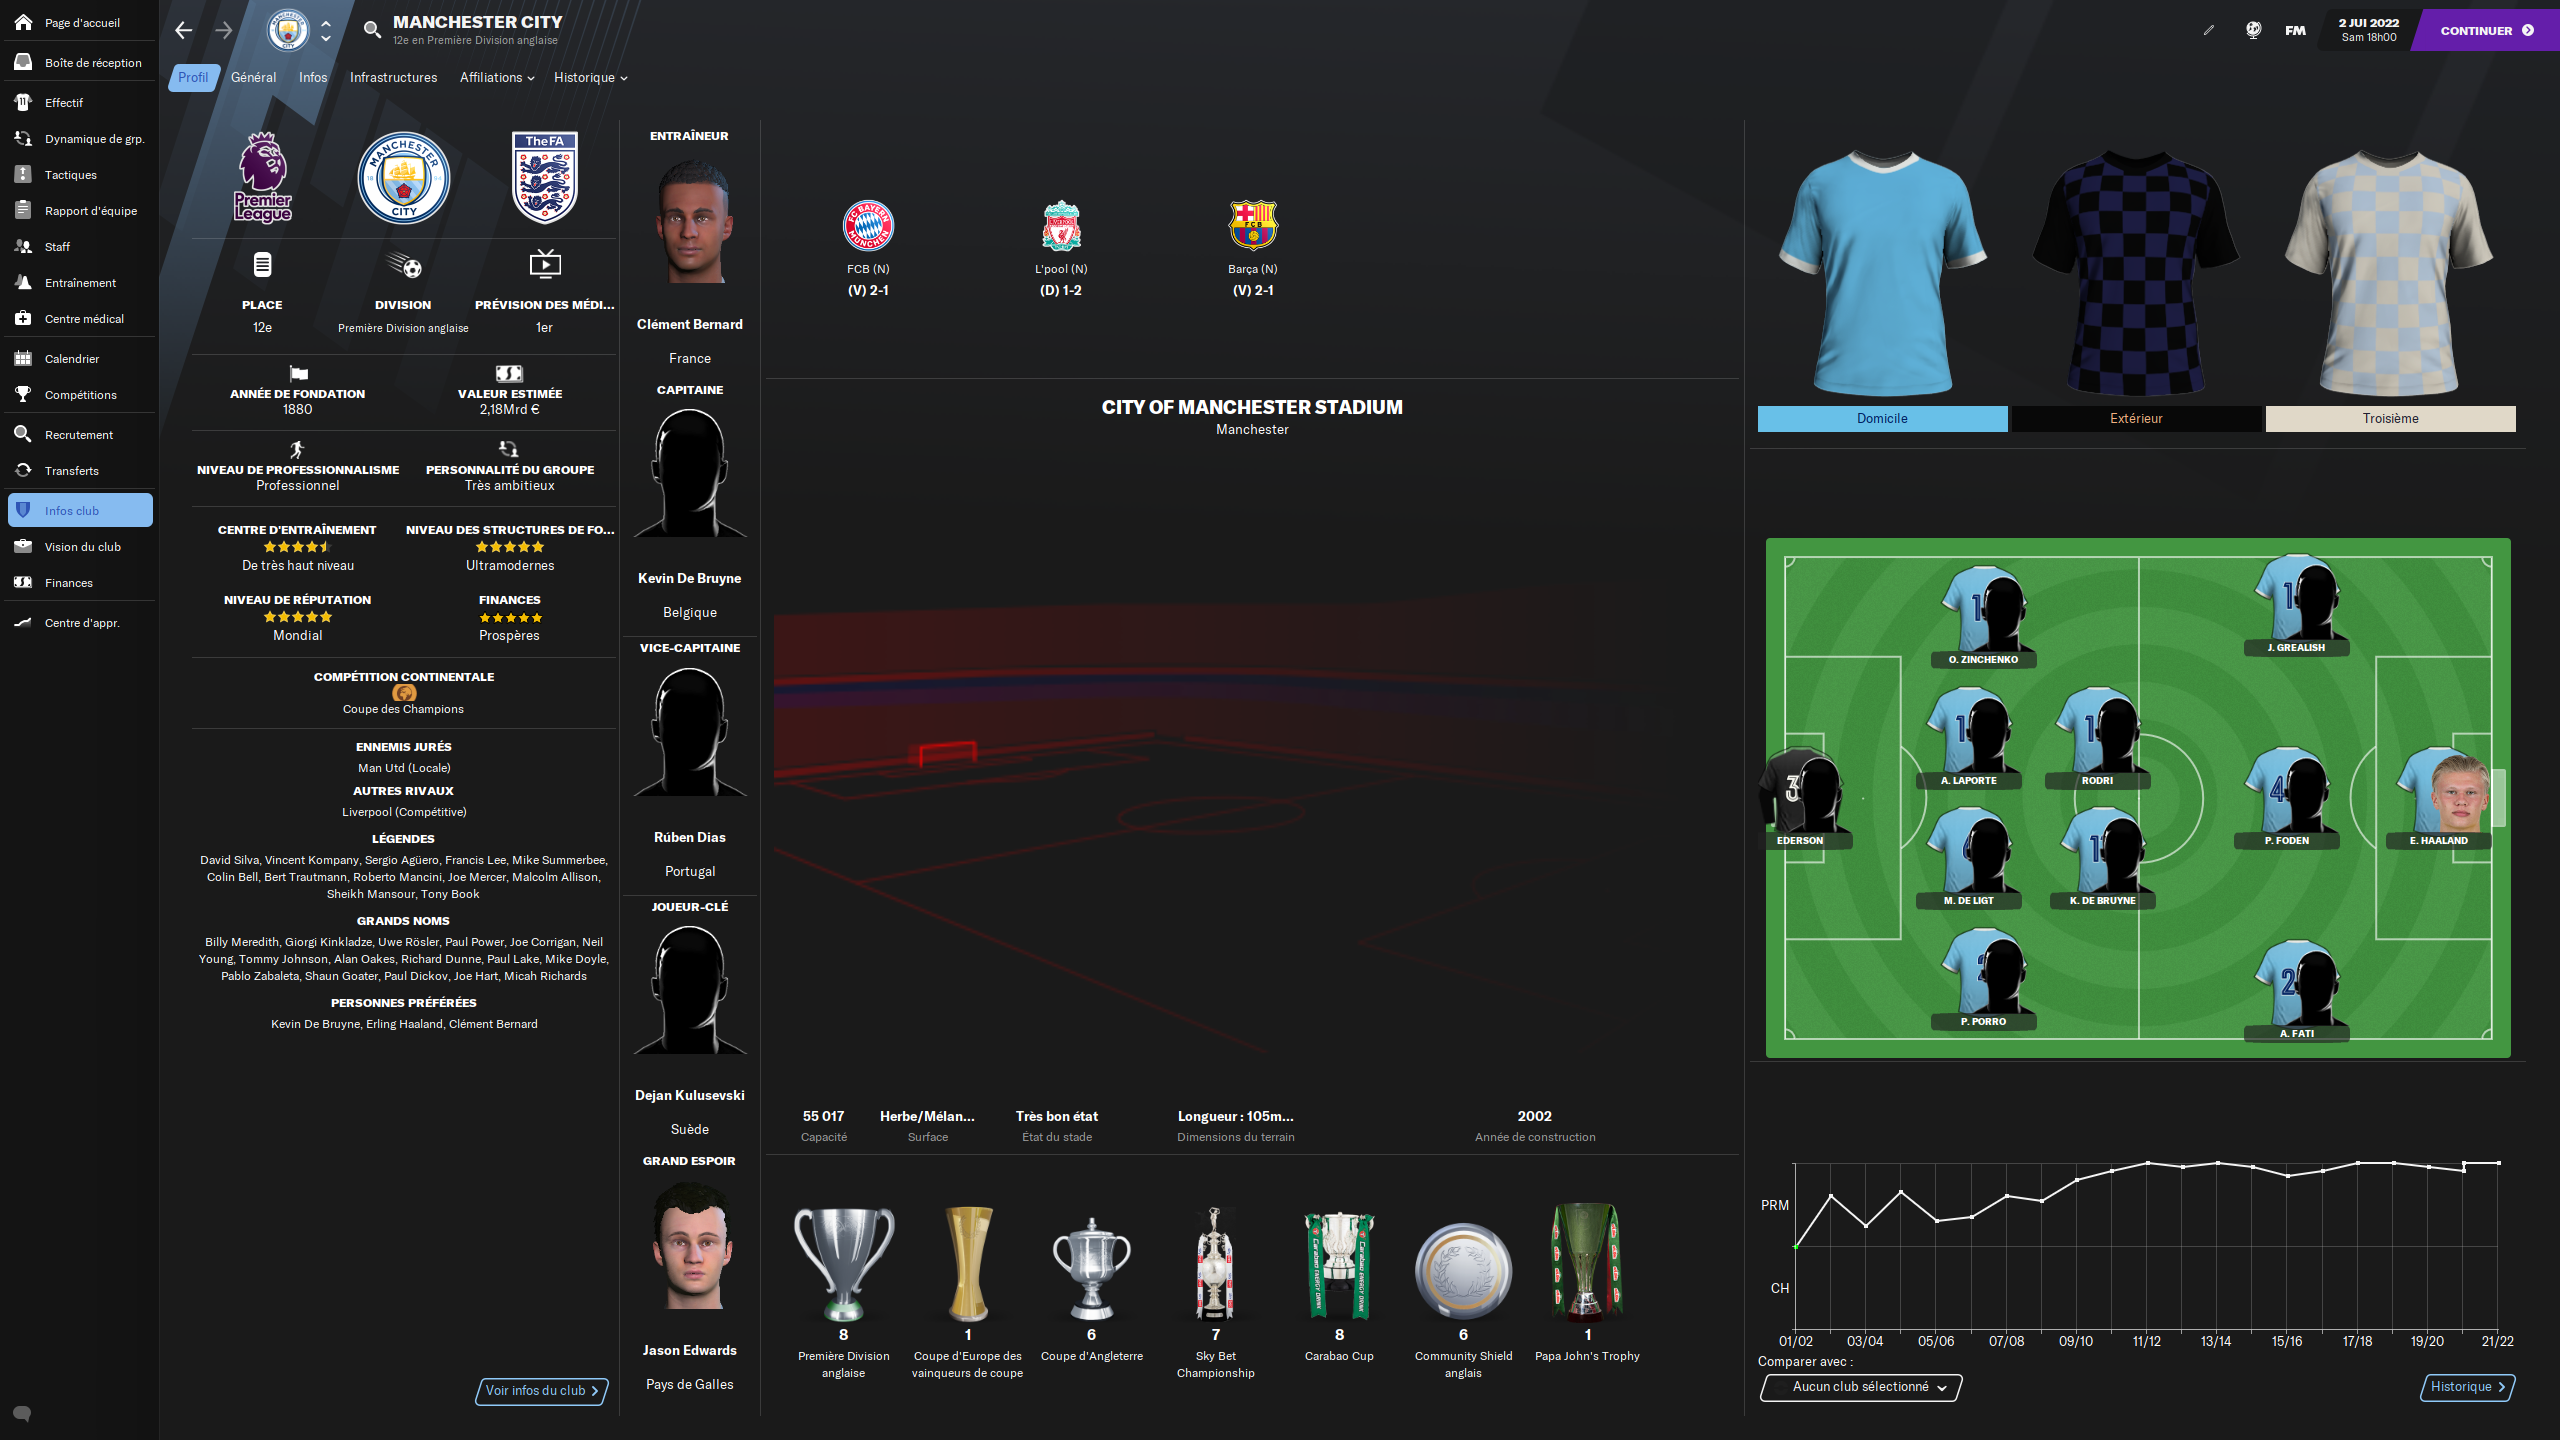 Page d'accueil
Boîte de réception
Effectif
Dynamique de grp.
Tactiques
Rapport d'équipe
Staff
Entraînement
Centre médical
Calendrier
Compétitions
Recrutement
Transferts
Infos club
Vision du club
Finances
Centre d'appr.
MANCHESTER CITY
12e en Première Division anglaise
FM
2 JUI 2022
Sam 18h00
CONTINUER
Profil
Général
Infos
Infrastructures
Affiliations
Historique
Premier
League
MANCHESTER
CITY
TheFA
PLACE
12e
DIVISION
Première Division anglaise
PRÉVISION DES MÉDI...
1er
ANNÉE DE FONDATION
1880
VALEUR ESTIMÉE
2,18Mrd €
NIVEAU DE PROFESSIONNALISME
Professionnel
PERSONNALITÉ DU GROUPE
Très ambitieux
CENTRE D'ENTRAÎNEMENT
De très haut niveau
NIVEAU DES STRUCTURES DE FO...
Ultramodernes
NIVEAU DE RÉPUTATION
Mondial
FINANCES
Prospères
COMPÉTITION CONTINENTALE
Coupe des Champions
ENNEMIS JURÉS
Man Utd (Locale)
AUTRES RIVAUX
Liverpool (Compétitive)
LÉGENDES
David Silva, Vincent Kompany, Sergio Agüero, Francis Lee, Mike Summerbee,
Colin Bell, Bert Trautmann, Roberto Mancini, Joe Mercer, Malcolm Allison,
Sheikh Mansour, Tony Book
GRANDS NOMS
Billy Meredith, Giorgi Kinkladze, Uwe Rösler, Paul Power, Joe Corrigan, Neil
Young, Tommy Johnson, Alan Oakes, Richard Dunne, Paul Lake, Mike Doyle,
Pablo Zabaleta, Shaun Goater, Paul Dickov, Joe Hart, Micah Richards
PERSONNES PRÉFÉRÉES
Kevin De Bruyne, Erling Haaland, Clément Bernard
Voir infos du club
ENTRAÎNEUR
Clément Bernard
France
CAPITAINE
Kevin De Bruyne
Belgique
VICE-CAPITAINE
Rúben Dias
Portugal
JOUEUR-CLÉ
Dejan Kulusevski
Suède
GRAND ESPOIR
Jason Edwards
Pays de Galles
FCB (N)
(V) 2-1
L'pool (N)
(D) 1-2
Barça (N)
(V) 2-1
CITY OF MANCHESTER STADIUM
Manchester
55 017
Capacité
Herbe/Mélan...
Surface
Très bon état
État du stade
Longueur : 105m...
Dimensions du terrain
2002
Année de construction
8
Première Division
anglaise
1
Coupe d'Europe des
vainqueurs de coupe
6
Coupe d'Angleterre
7
Sky Bet
Championship
8
Carabao Cup
6
Community Shield
anglais
1
Papa John's Trophy
Domicile
Extérieur
Troisième
O. ZINCHENKO
J. GREALISH
A. LAPORTE
RODRI
EDERSON
P. FODEN
E. HAALAND
M. DE LIGT
K. DE BRUYNE
P. PORRO
A. FATI
PRM
CH
01/02
03/04
05/06
07/08
09/10
11/12
13/14
15/16
17/18
19/20
21/22
Comparer avec :
Aucun club sélectionné
Historique